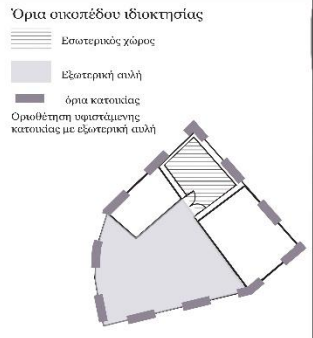 Όρια οικοπέδου ιδιοκτησίας
Εσωτερικός χώρος
Εξωτερική αυλή
όρια κατοικίας
Οριοθέτηση υφιστάμενης
κατοικίας με εξωτερική αυλή